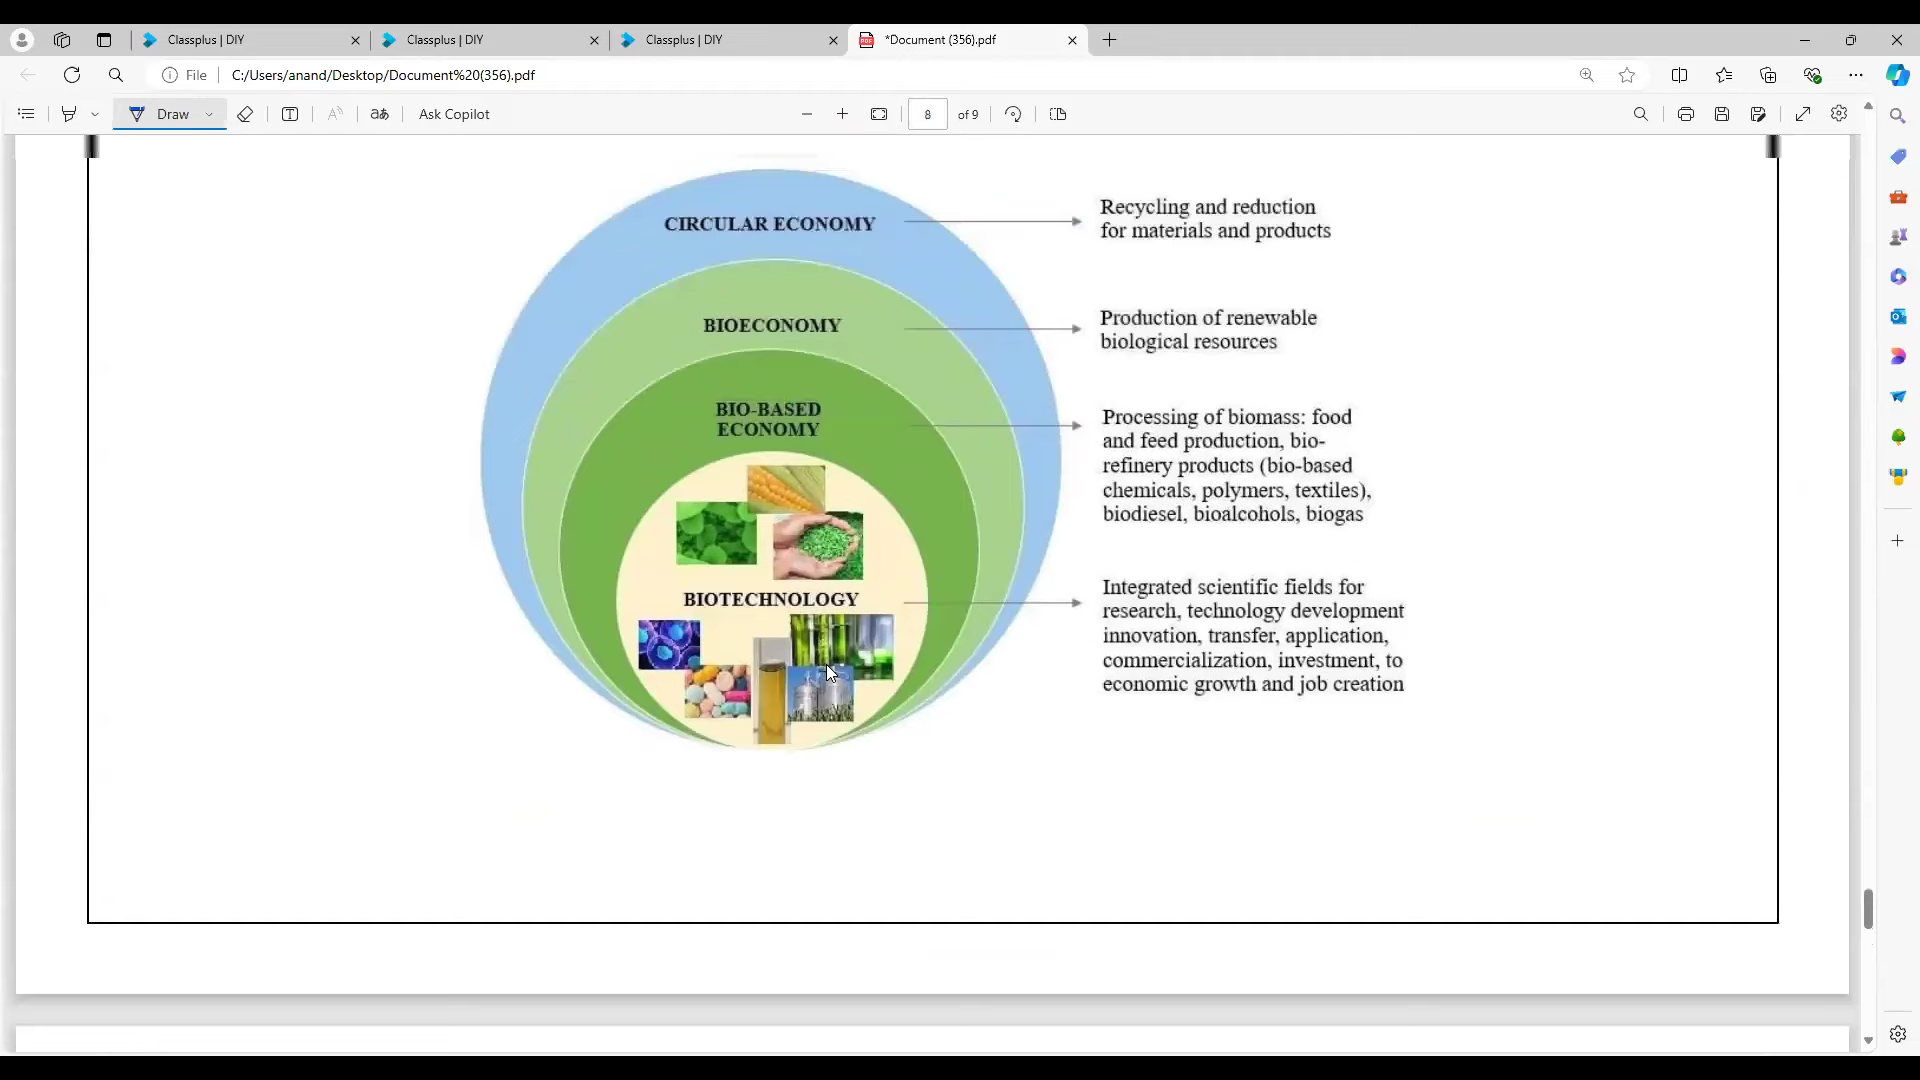 Classplus | DIY
Classplus | DIY
Classplus | DIY
*Document (356).pdf
File
C:/Users/anand/Desktop/Document%20(356).pdf
Draw
Ask Copilot
8 of 9
CIRCULAR ECONOMY
Recycling and reduction
for materials and products
BIOECONOMY
Production of renewable
biological resources
BIO-BASED
ECONOMY
Processing of biomass: food
and feed production, bio-
refinery products (bio-based
chemicals, polymers, textiles),
biodiesel, bioalcohols, biogas
BIOTECHNOLOGY
Integrated scientific fields for
research, technology development
innovation, transfer, application,
commercialization, investment, to
economic growth and job creation